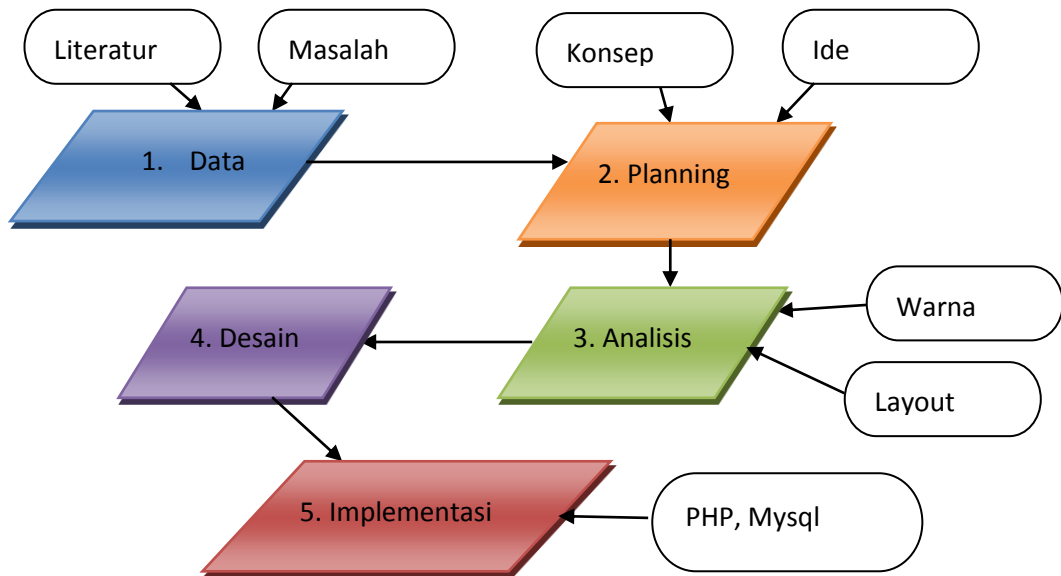 Literatur
Masalah
Konsep
Ide
1. Data
2. Planning
Warna
4. Desain
3. Analisis
Layout
5. Implementasi
PHP, Mysql